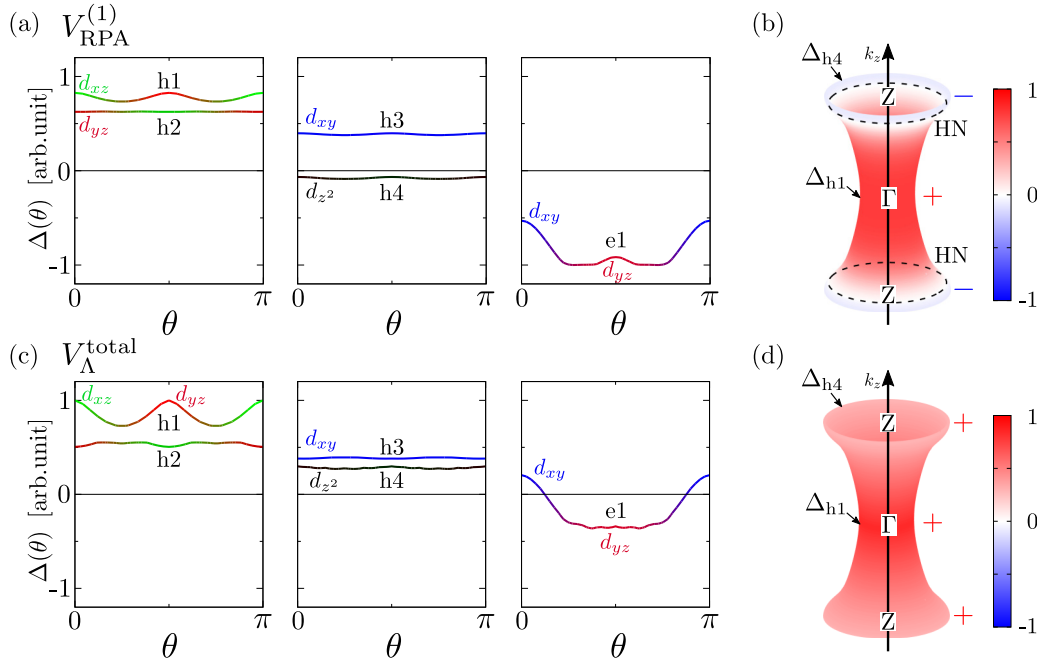 (a) V_RPA^(1)
Δ(θ) [arb.unit]
1
0
-1
d_xz
h1
h2
d_yz
0 θ π
d_xy
h3
d_z²
h4
0 θ π
d_xy
e1
d_yz
0 θ π
(b)
Δ_h4
k_z
Z
−
HN
Δ_h1
Γ
+
HN
Z
−
1
0
-1
(c) V_Λ^total
Δ(θ) [arb.unit]
1
0
-1
d_xz
d_yz
h1
h2
0 θ π
d_xy
h3
d_z²
h4
0 θ π
d_xy
e1
d_yz
0 θ π
(d)
k_z
Δ_h4
Z
+
Δ_h1
Γ
+
Z
+
1
0
-1